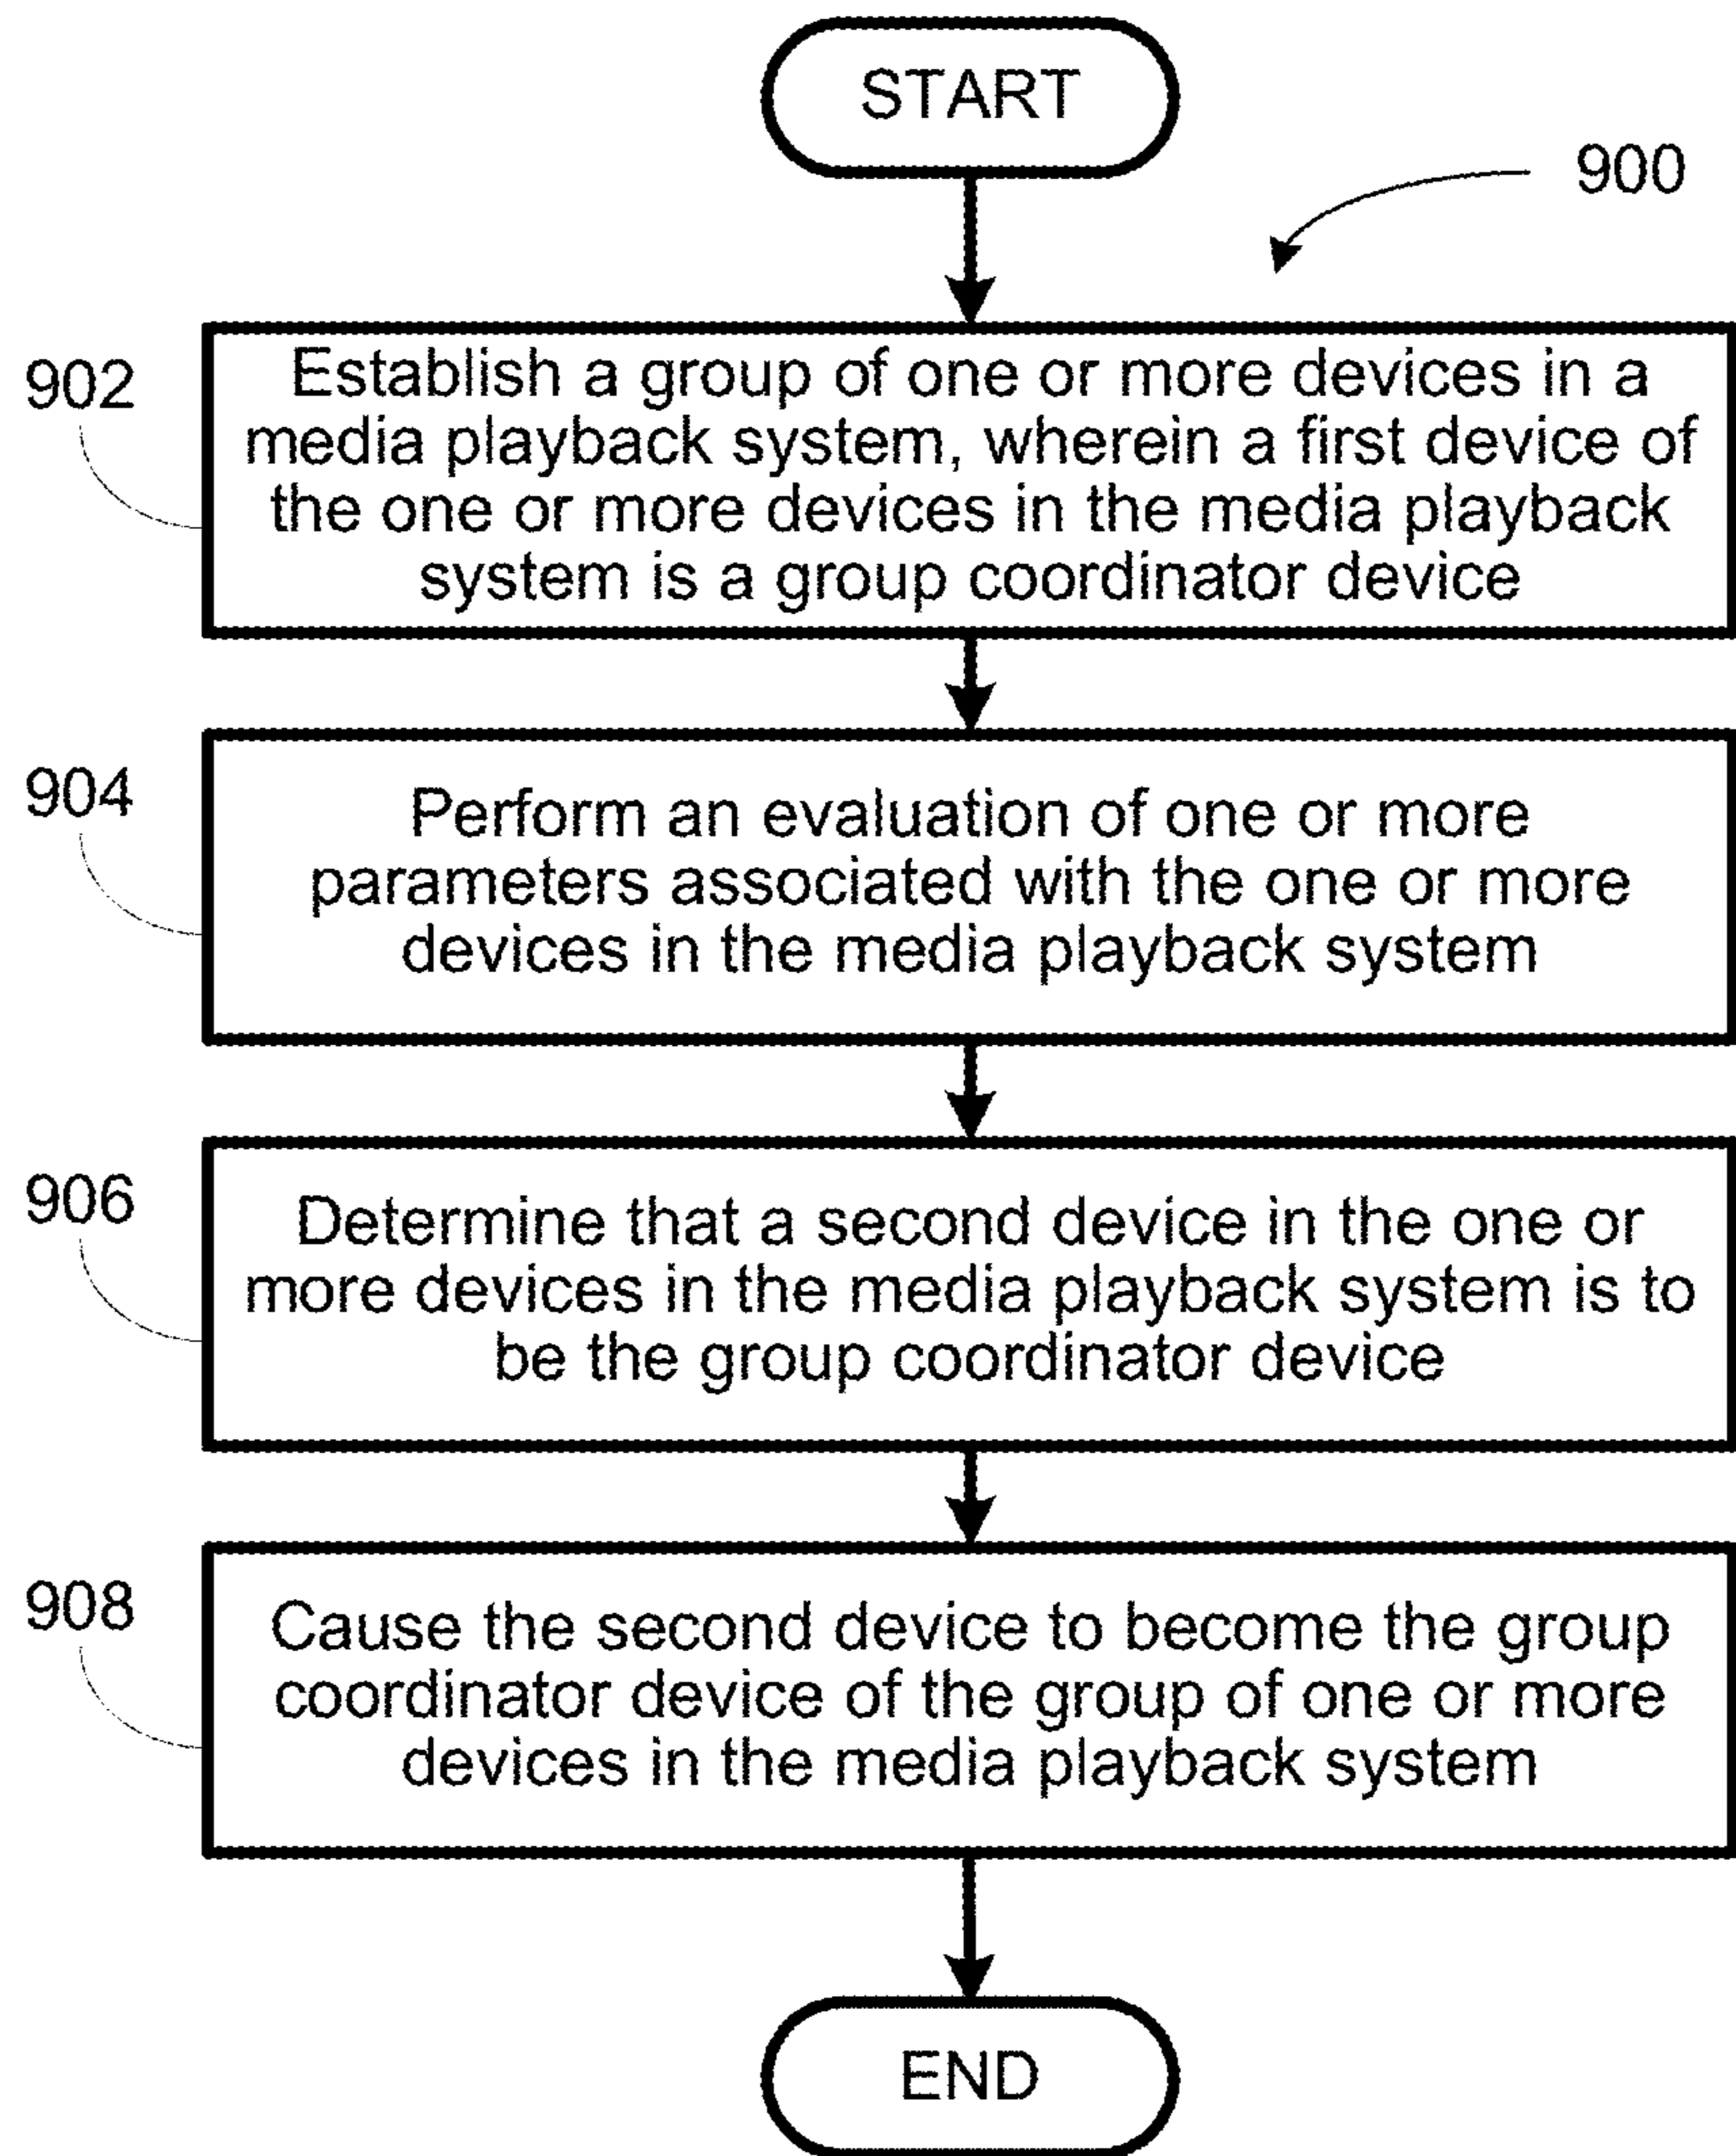 START
900
902
Establish a group of one or more devices in a
media playback system, wherein a first device of
the one or more devices in the media playback
system is a group coordinator device
904
Perform an evaluation of one or more
parameters associated with the one or more
devices in the media playback system
906
Determine that a second device in the one or
more devices in the media playback system is to
be the group coordinator device
908
Cause the second device to become the group
coordinator device of the group of one or more
devices in the media playback system
END